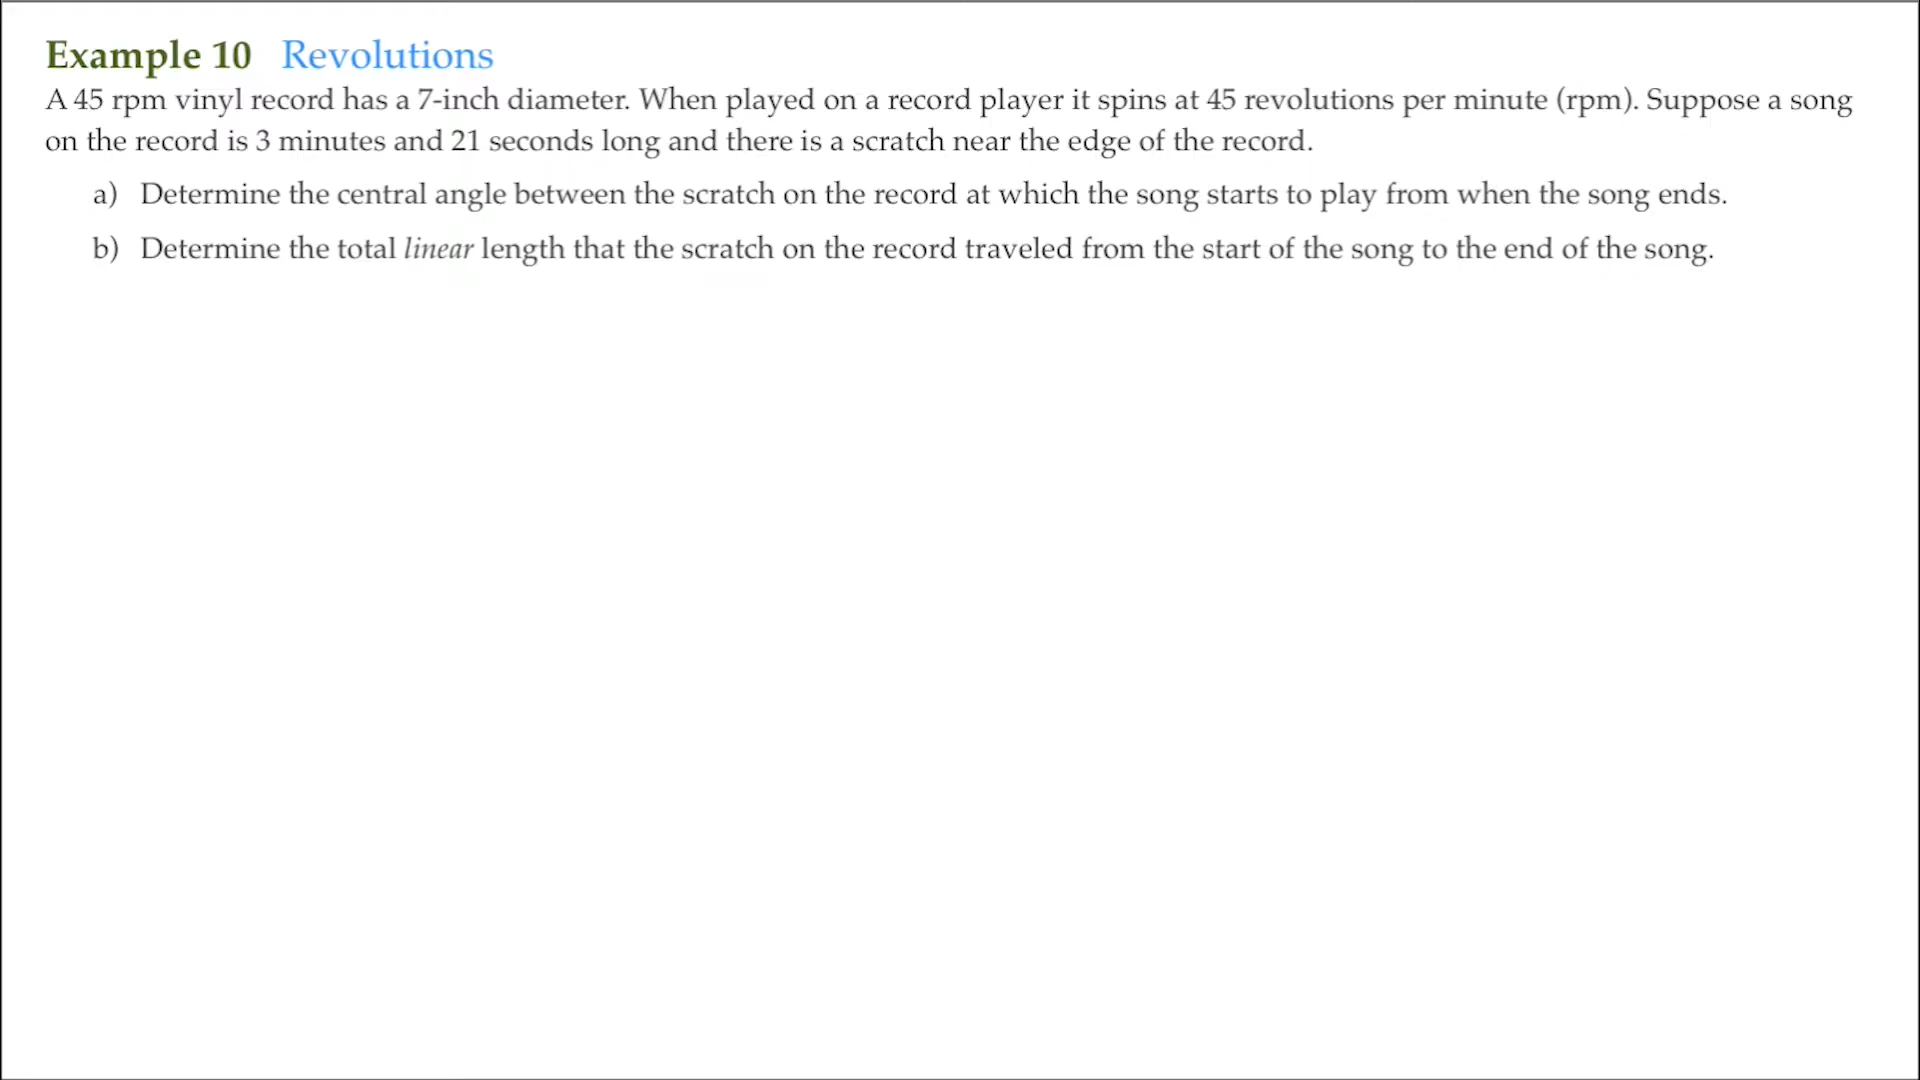 Example 10 Revolutions
A 45 rpm vinyl record has a 7-inch diameter. When played on a record player it spins at 45 revolutions per minute (rpm). Suppose a song
on the record is 3 minutes and 21 seconds long and there is a scratch near the edge of the record.
a) Determine the central angle between the scratch on the record at which the song starts to play from when the song ends.
b) Determine the total linear length that the scratch on the record traveled from the start of the song to the end of the song.